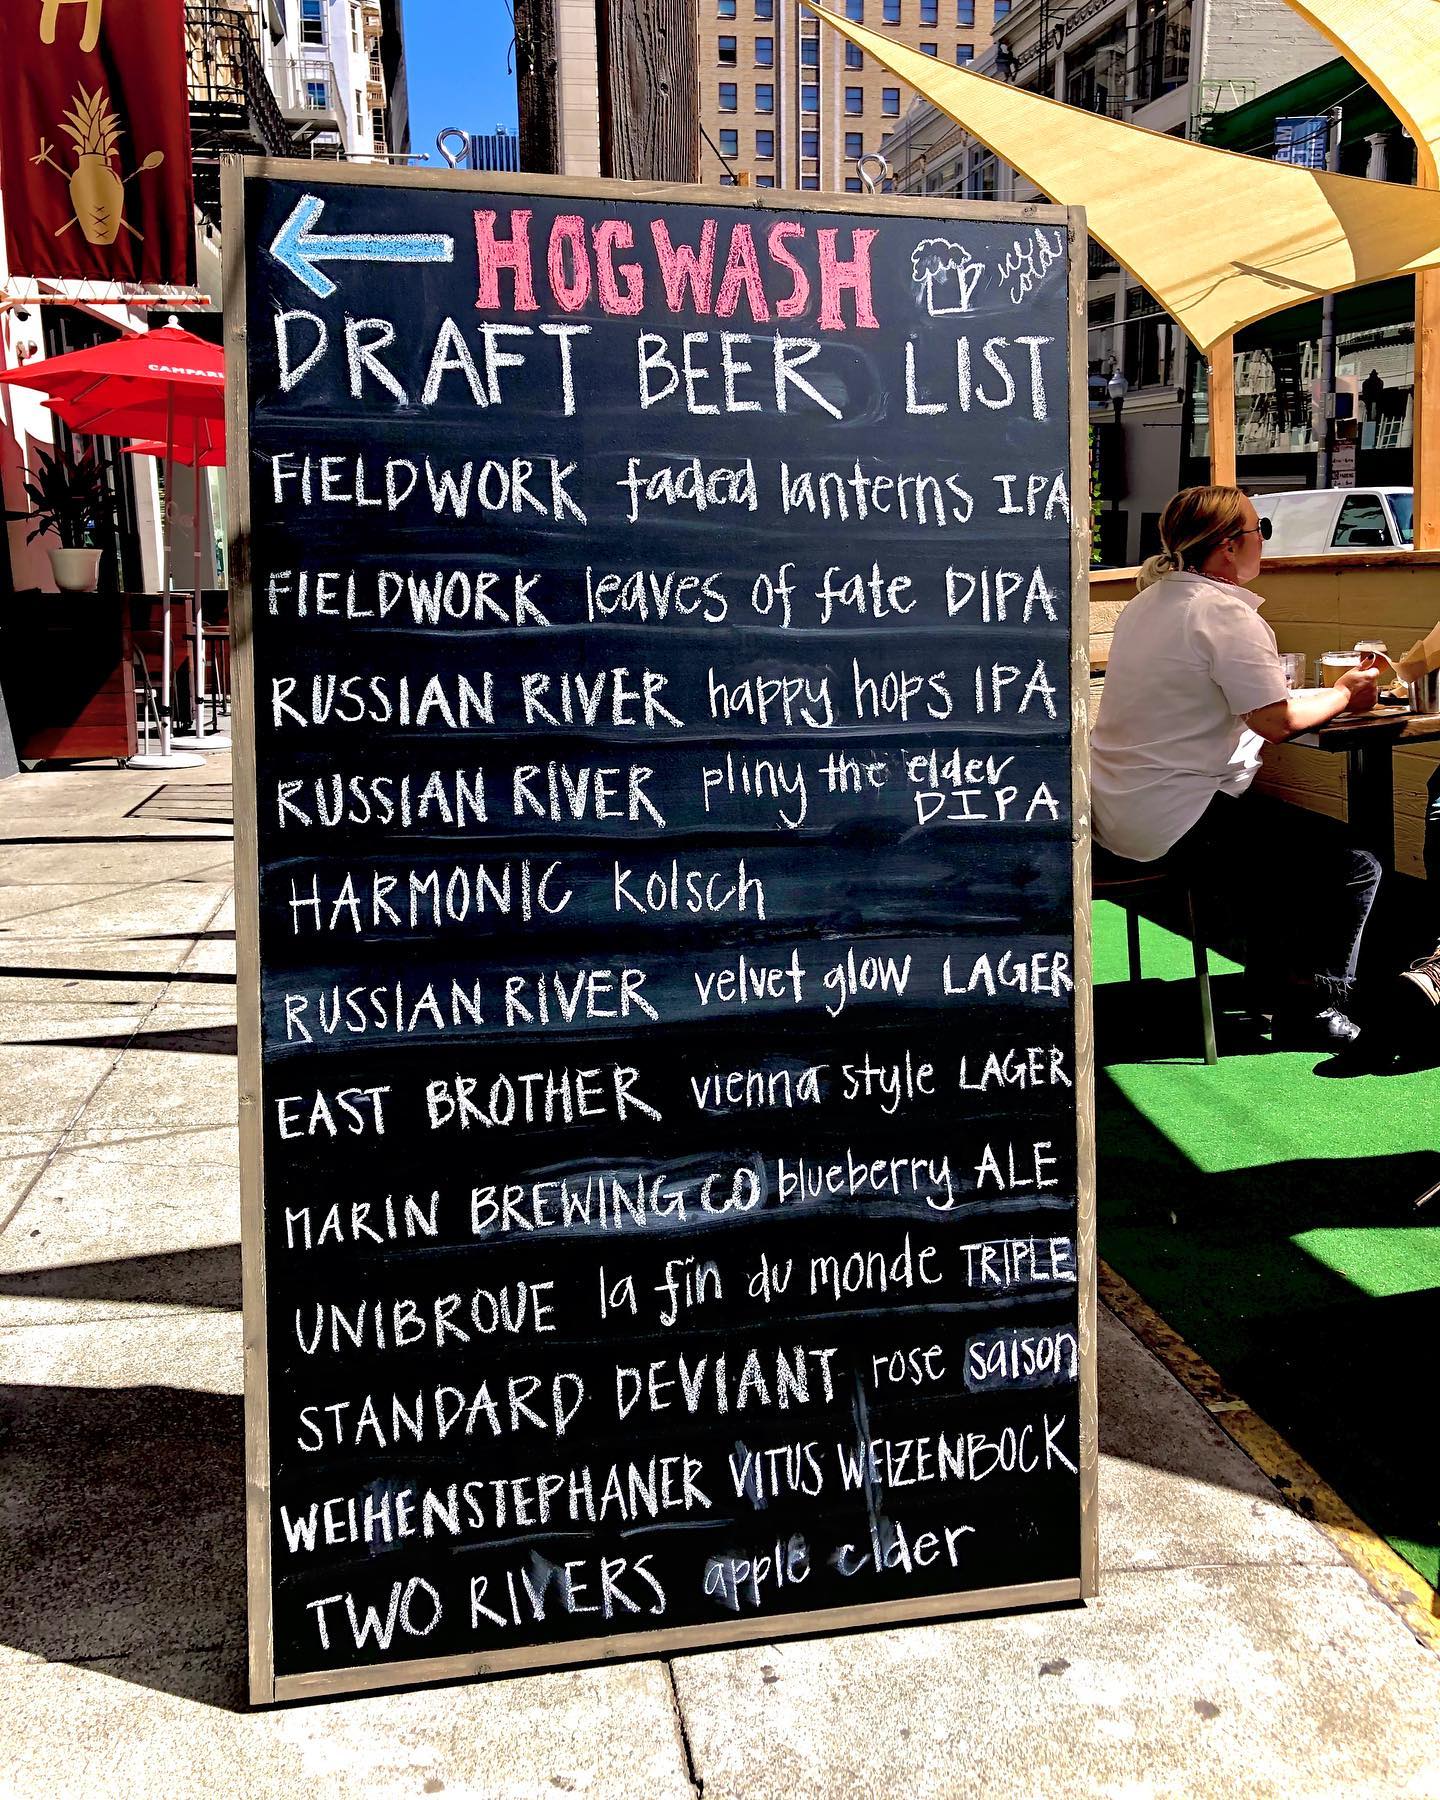 H
CAMPARI
HOGWASH ice cold
DRAFT BEER LIST
FIELDWORK faded lanterns IPA
FIELDWORK leaves of fate DIPA
RUSSIAN RIVER happy hops IPA
RUSSIAN RIVER pliny the elder
DIPA
HARMONIC kolsch
RUSSIAN RIVER velvet glow LAGER
EAST BROTHER vienna style LAGER
MARIN BREWING CO blueberry ALE
UNIBROUE la fin du monde TRIPLE
STANDARD DEVIANT rose saison
WEIHENSTEPHANER VITUS WEIZENBOCK
TWO RIVERS apple cider